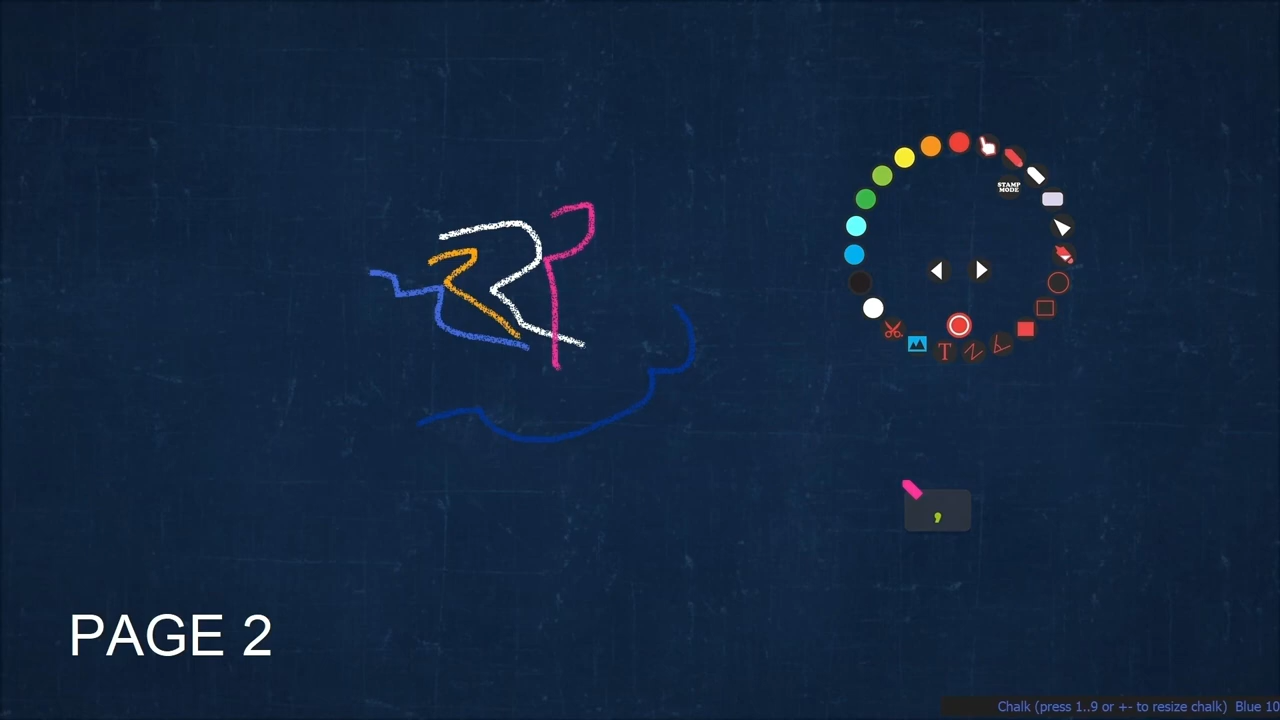 STAMP
MODE
T
,
PAGE 2
Chalk (press 1..9 or +- to resize chalk)  Blue 10